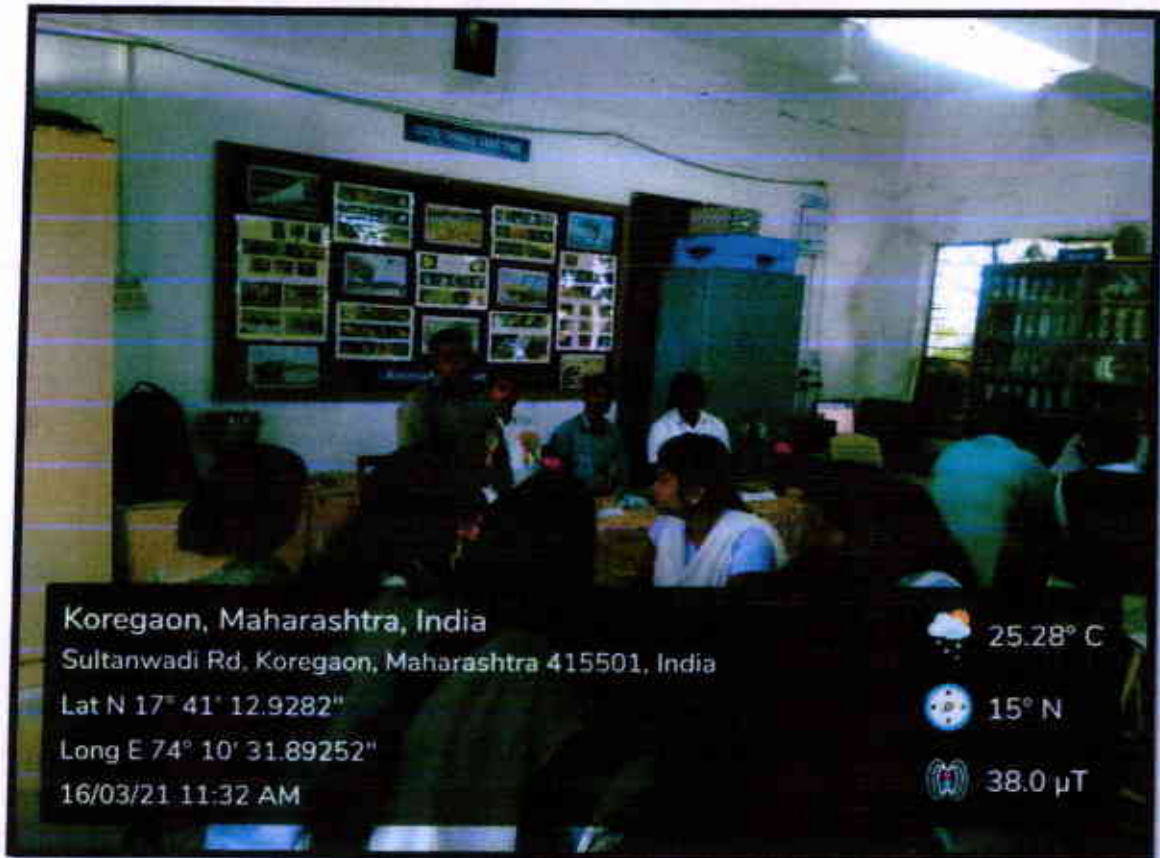 Koregaon, Maharashtra, India
Sultanwadi Rd, Koregaon, Maharashtra 415501, India
Lat N 17° 41' 12.9282"
Long E 74° 10' 31.89252"
16/03/21 11:32 AM
25.28° C
15° N
38.0 µT